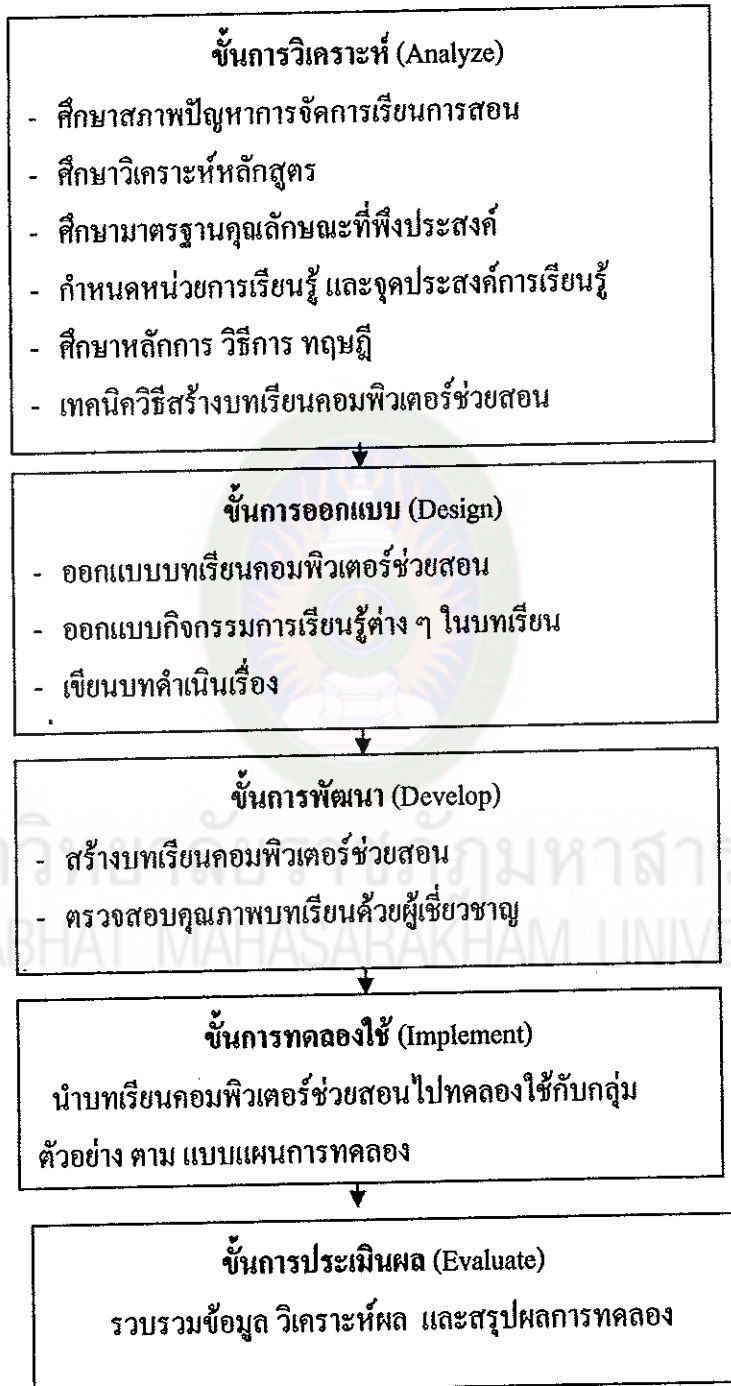 ขั้นการวิเคราะห์ (Analyze)
- ศึกษาสภาพปัญหาการจัดการเรียนการสอน
- ศึกษาวิเคราะห์หลักสูตร
- ศึกษามาตรฐานคุณลักษณะที่พึงประสงค์
- กำหนดหน่วยการเรียนรู้ และจุดประสงค์การเรียนรู้
- ศึกษาหลักการ วิธีการ ทฤษฎี
- เทคนิควิธีสร้างบทเรียนคอมพิวเตอร์ช่วยสอน
ขั้นการออกแบบ (Design)
- ออกแบบบทเรียนคอมพิวเตอร์ช่วยสอน
- ออกแบบกิจกรรมการเรียนรู้ต่าง ๆ ในบทเรียน
- เขียนบทดำเนินเรื่อง
ขั้นการพัฒนา (Develop)
- สร้างบทเรียนคอมพิวเตอร์ช่วยสอน
- ตรวจสอบคุณภาพบทเรียนด้วยผู้เชี่ยวชาญ
MAHASARAKHAM
ขั้นการทดลองใช้ (Implement)
นำบทเรียนคอมพิวเตอร์ช่วยสอนไปทดลองใช้กับกลุ่ม
ตัวอย่าง ตาม แบบแผนการทดลอง
ขั้นการประเมินผล (Evaluate)
รวบรวมข้อมูล วิเคราะห์ผล และสรุปผลการทดลอง